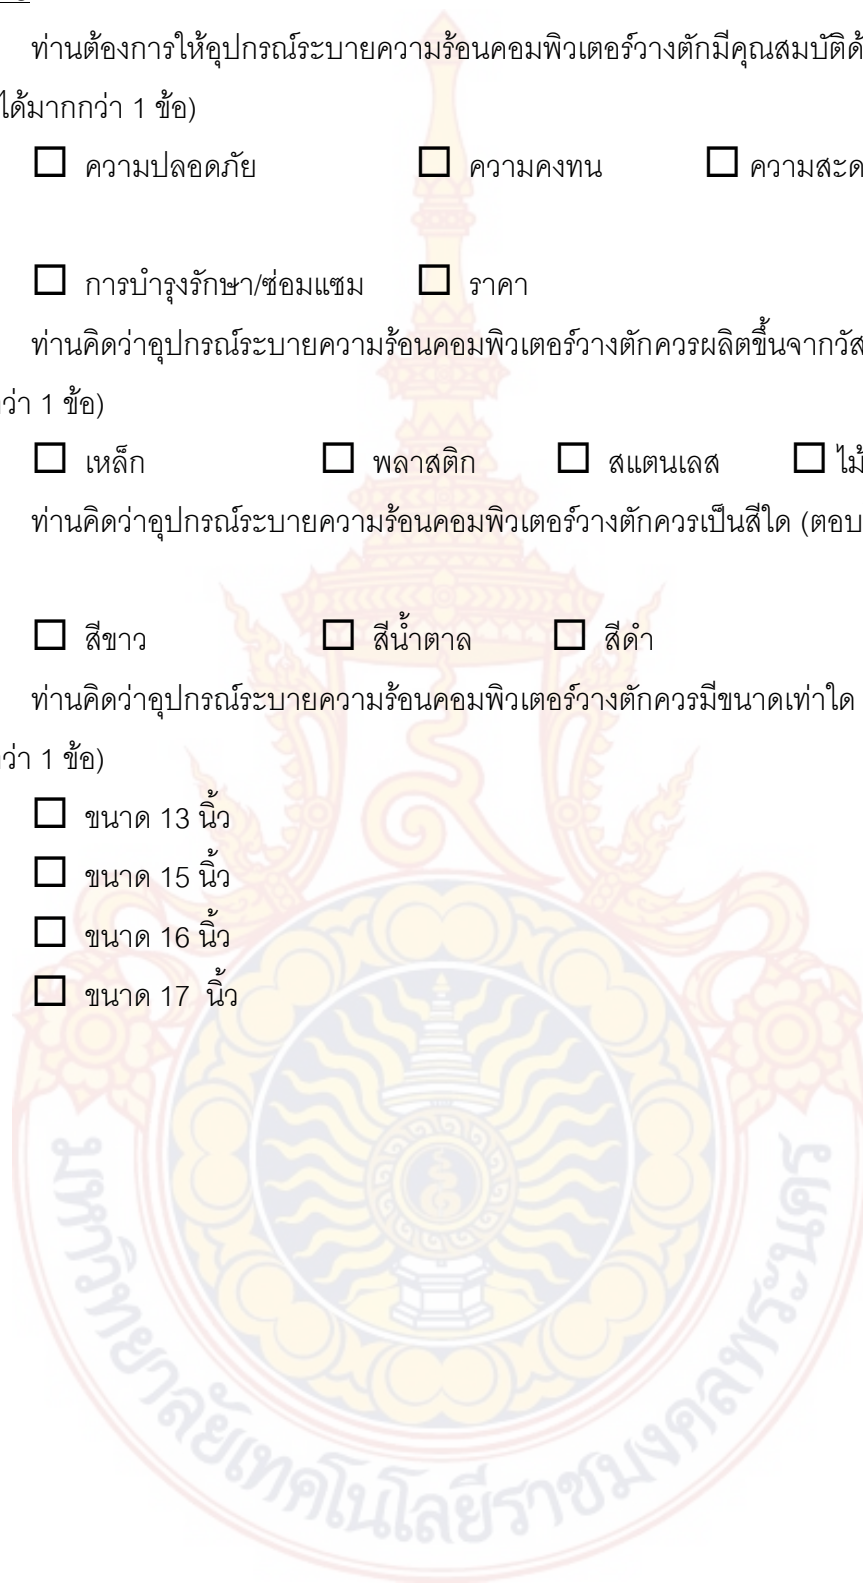 ท่านต้องการให้อุปกรณ์ระบายความร้อนคอมพิวเตอร์วางตักมีคุณสมบัติด้
ได้มากกว่า 1 ข้อ)
ความปลอดภัย ความคงทน ความสะด
การบำรุงรักษา/ซ่อมแซม ราคา
ท่านคิดว่าอุปกรณ์ระบายความร้อนคอมพิวเตอร์วางตักควรผลิตขึ้นจากวัส
ว่า 1 ข้อ)
เหล็ก พลาสติก สแตนเลส ไม้
ท่านคิดว่าอุปกรณ์ระบายความร้อนคอมพิวเตอร์วางตักควรเป็นสีใด (ตอบ
สีขาว สีน้ำตาล สีดำ
ท่านคิดว่าอุปกรณ์ระบายความร้อนคอมพิวเตอร์วางตักควรมีขนาดเท่าใด
ว่า 1 ข้อ)
ขนาด 13 นิ้ว
ขนาด 15 นิ้ว
ขนาด 16 นิ้ว
ขนาด 17 นิ้ว
มหาวิทยาลัยเทคโนโลยีราชมงคลพระนคร